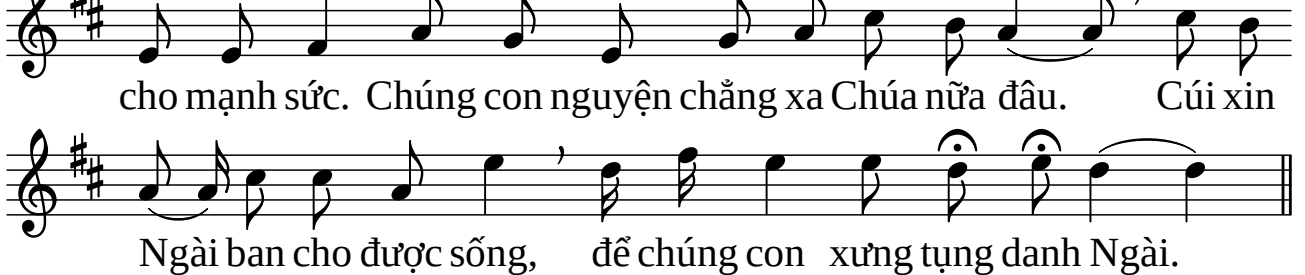 cho mạnh sức. Chúng con nguyện chẳng xa Chúa nữa đâu. Cúi xin
Ngài ban cho được sống, để chúng con xưng tụng danh Ngài.